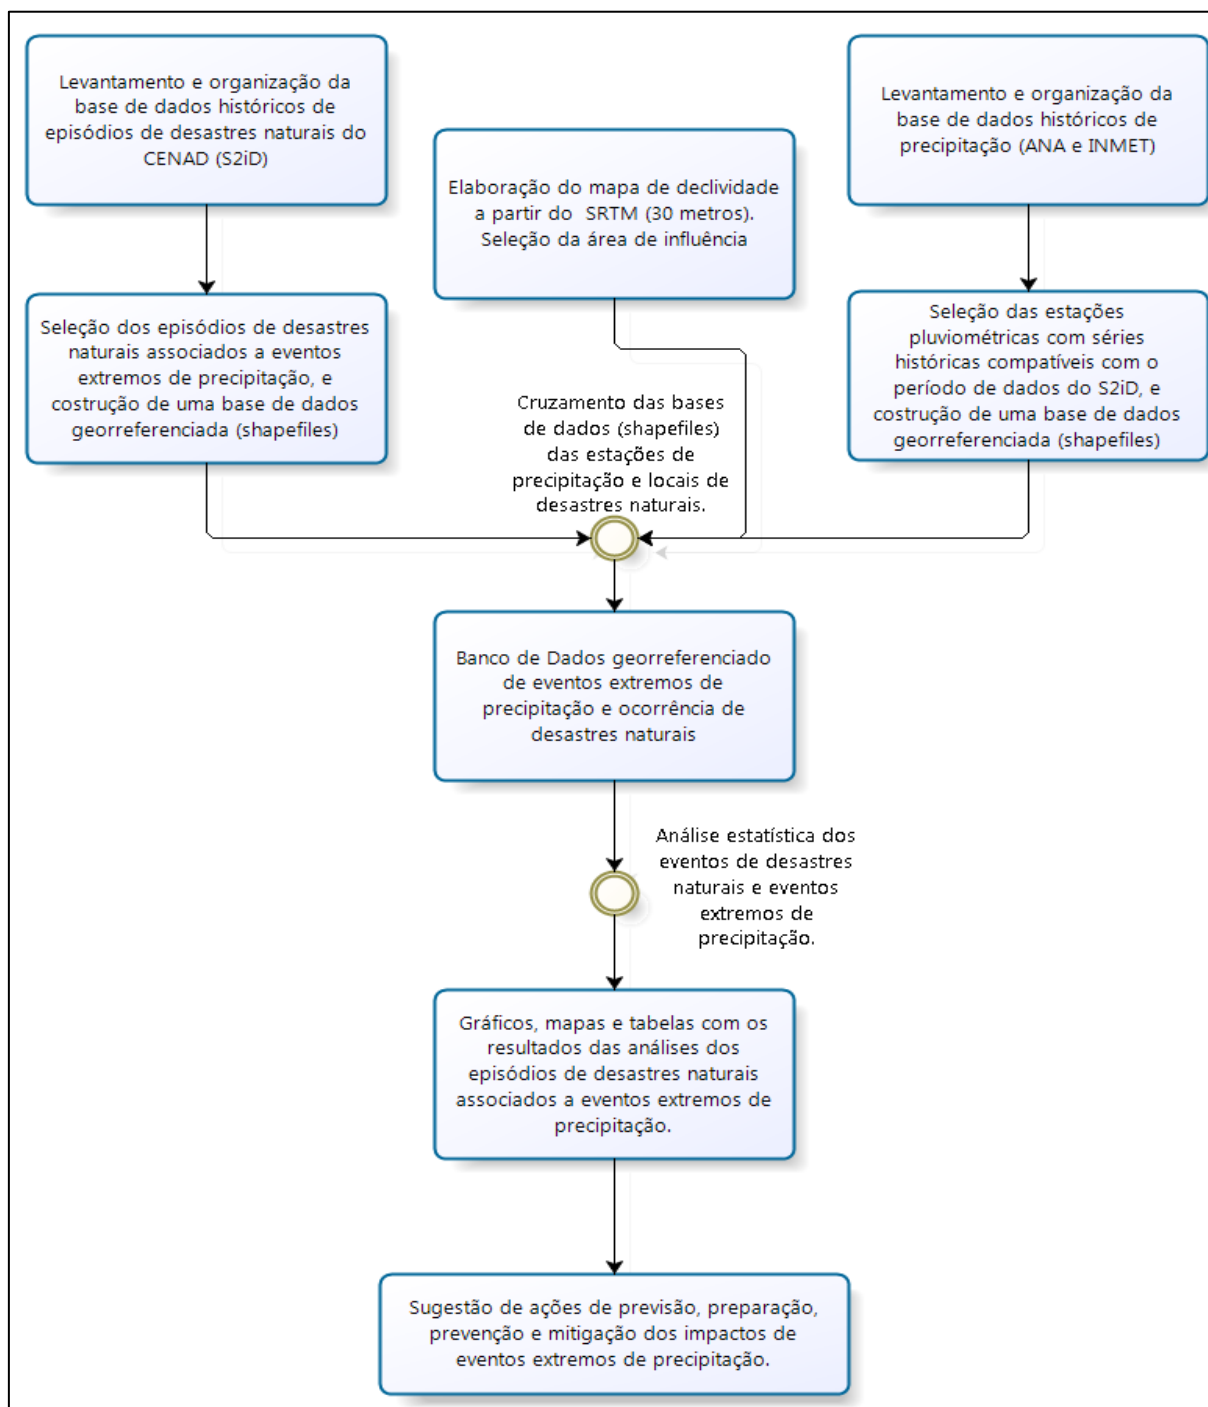 Levantamento e organização da
base de dados históricos de
episódios de desastres naturais do
CENAD (S2iD)
Levantamento e organização da
base de dados históricos de
precipitação (ANA e INMET)
Elaboração do mapa de declividade
a partir do SRTM (30 metros).
Seleção da área de influência
Seleção dos episódios de desastres
naturais associados a eventos
extremos de precipitação, e
costrução de uma base de dados
georreferenciada (shapefiles)
Seleção das estações
pluviométricas com séries
históricas compatíveis com o
período de dados do S2iD, e
costrução de uma base de dados
georreferenciada (shapefiles)
Cruzamento das bases
de dados (shapefiles)
das estações de
precipitação e locais de
desastres naturais.
Banco de Dados georreferenciado
de eventos extremos de
precipitação e ocorrência de
desastres naturais
Análise estatística dos
eventos de desastres
naturais e eventos
extremos de
precipitação.
Gráficos, mapas e tabelas com os
resultados das análises dos
episódios de desastres naturais
associados a eventos extremos de
precipitação.
Sugestão de ações de previsão, preparação,
prevenção e mitigação dos impactos de
eventos extremos de precipitação.